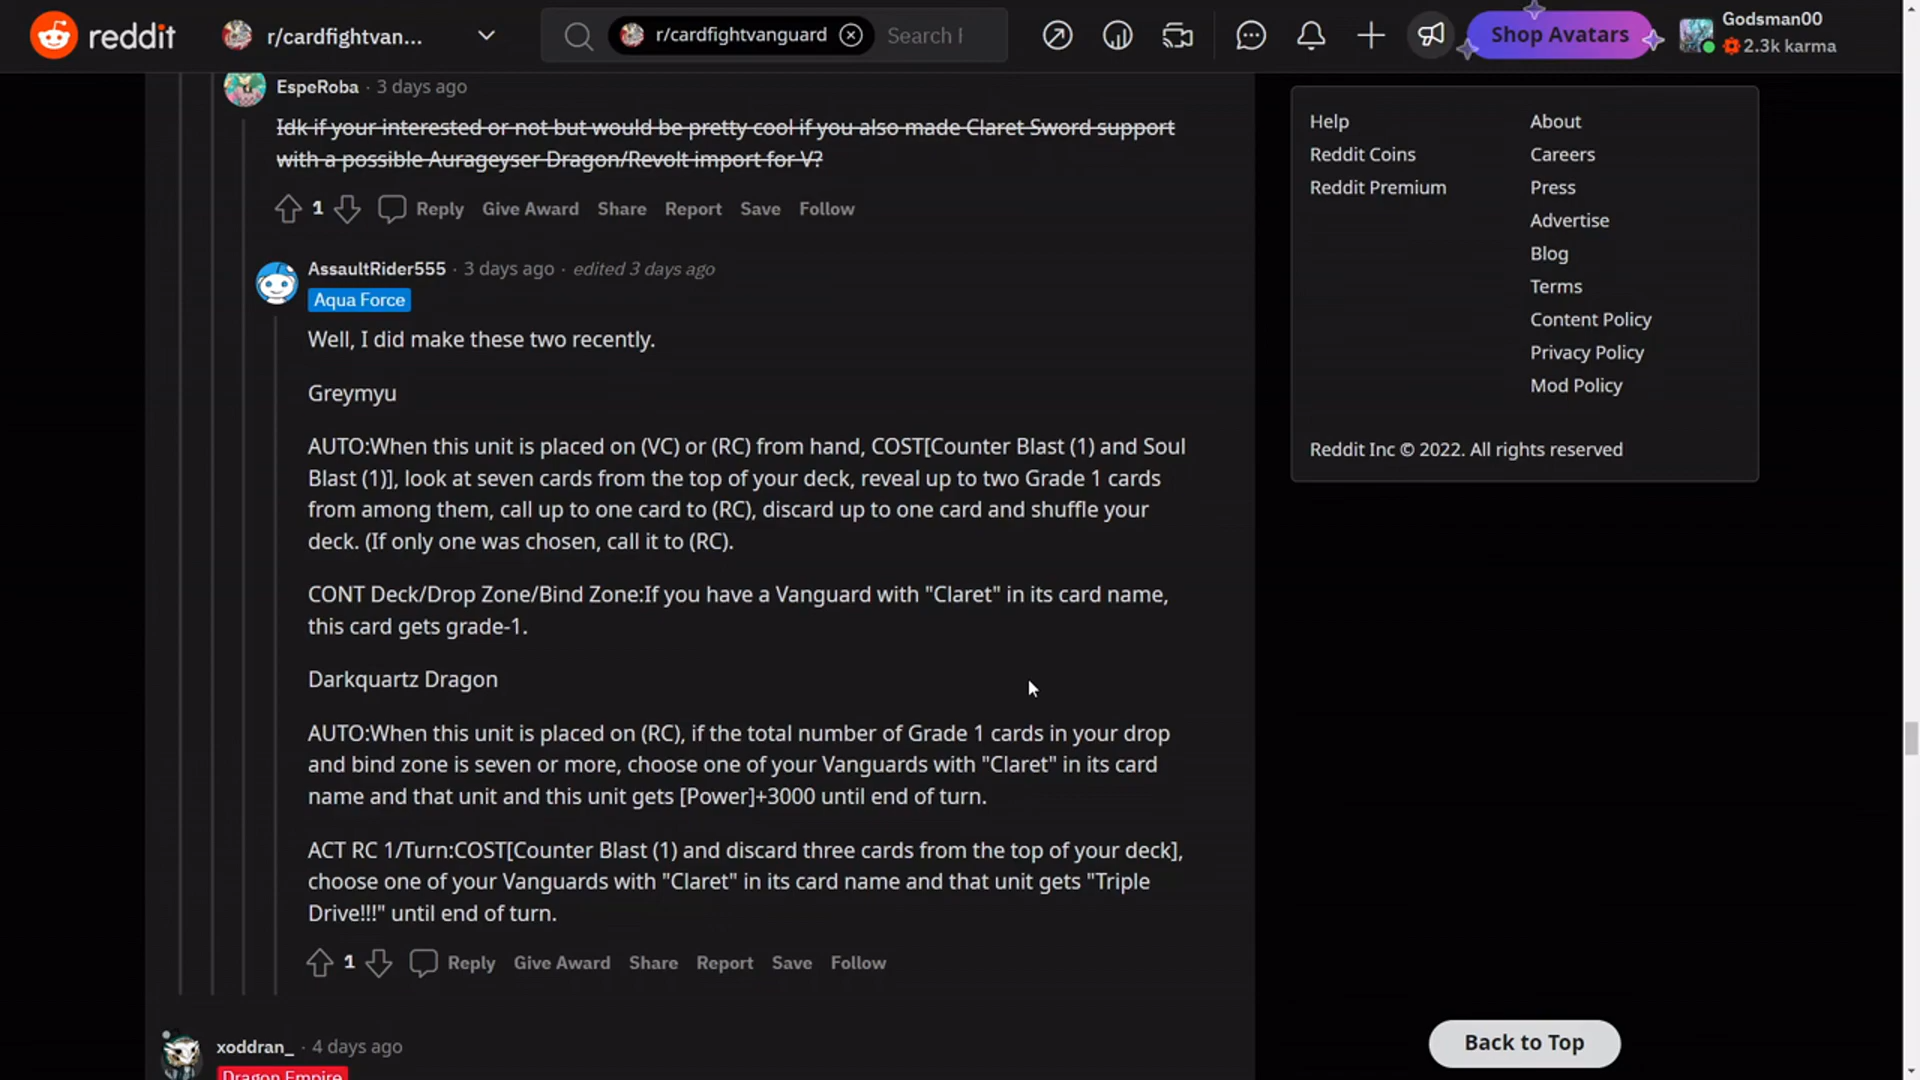 reddit
r/cardfightvan...
r/cardfightvanguard
Search
Shop Avatars
Godsman00
2.3k karma
EspeRoba · 3 days ago
Idk if your interested or not but would be pretty cool if you also made Claret Sword support
with a possible Aurageyser Dragon/Revolt import for V?
1 Reply Give Award Share Report Save Follow
AssaultRider555 · 3 days ago · edited 3 days ago
Aqua Force
Well, I did make these two recently.
Greymyu
AUTO:When this unit is placed on (VC) or (RC) from hand, COST[Counter Blast (1) and Soul
Blast (1)], look at seven cards from the top of your deck, reveal up to two Grade 1 cards
from among them, call up to one card to (RC), discard up to one card and shuffle your
deck. (If only one was chosen, call it to (RC).
CONT Deck/Drop Zone/Bind Zone:If you have a Vanguard with "Claret" in its card name,
this card gets grade-1.
Darkquartz Dragon
AUTO:When this unit is placed on (RC), if the total number of Grade 1 cards in your drop
and bind zone is seven or more, choose one of your Vanguards with "Claret" in its card
name and that unit and this unit gets [Power]+3000 until end of turn.
ACT RC 1/Turn:COST[Counter Blast (1) and discard three cards from the top of your deck],
choose one of your Vanguards with "Claret" in its card name and that unit gets "Triple
Drive!!!" until end of turn.
1 Reply Give Award Share Report Save Follow
xoddran_ · 4 days ago
Dragon Empire
Help
Reddit Coins
Reddit Premium
About
Careers
Press
Advertise
Blog
Terms
Content Policy
Privacy Policy
Mod Policy
Reddit Inc © 2022. All rights reserved
Back to Top